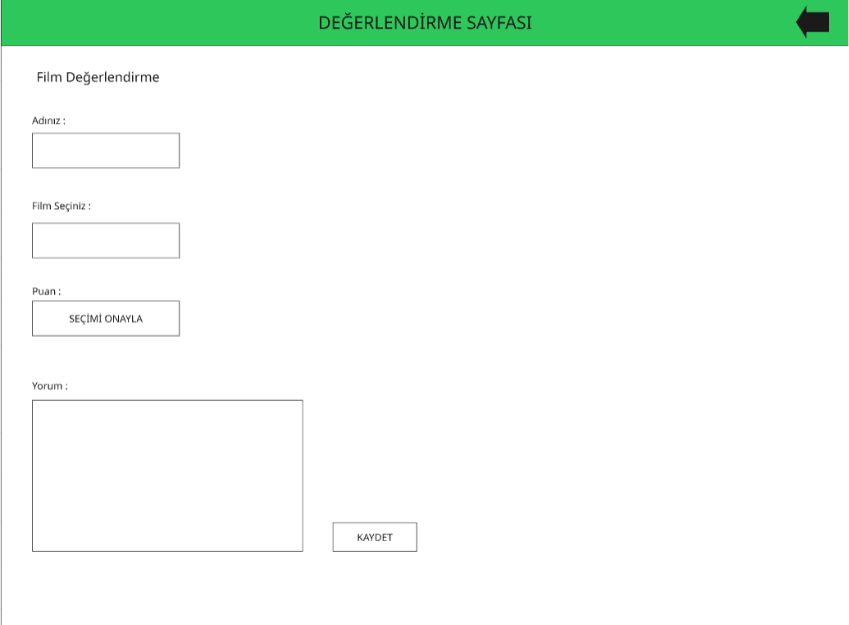 DEĞERLENDİRME SAYFASI
Film Değerlendirme
Adınız :
Film Seçiniz :
Puan :
SEÇİMİ ONAYLA
Yorum :
KAYDET